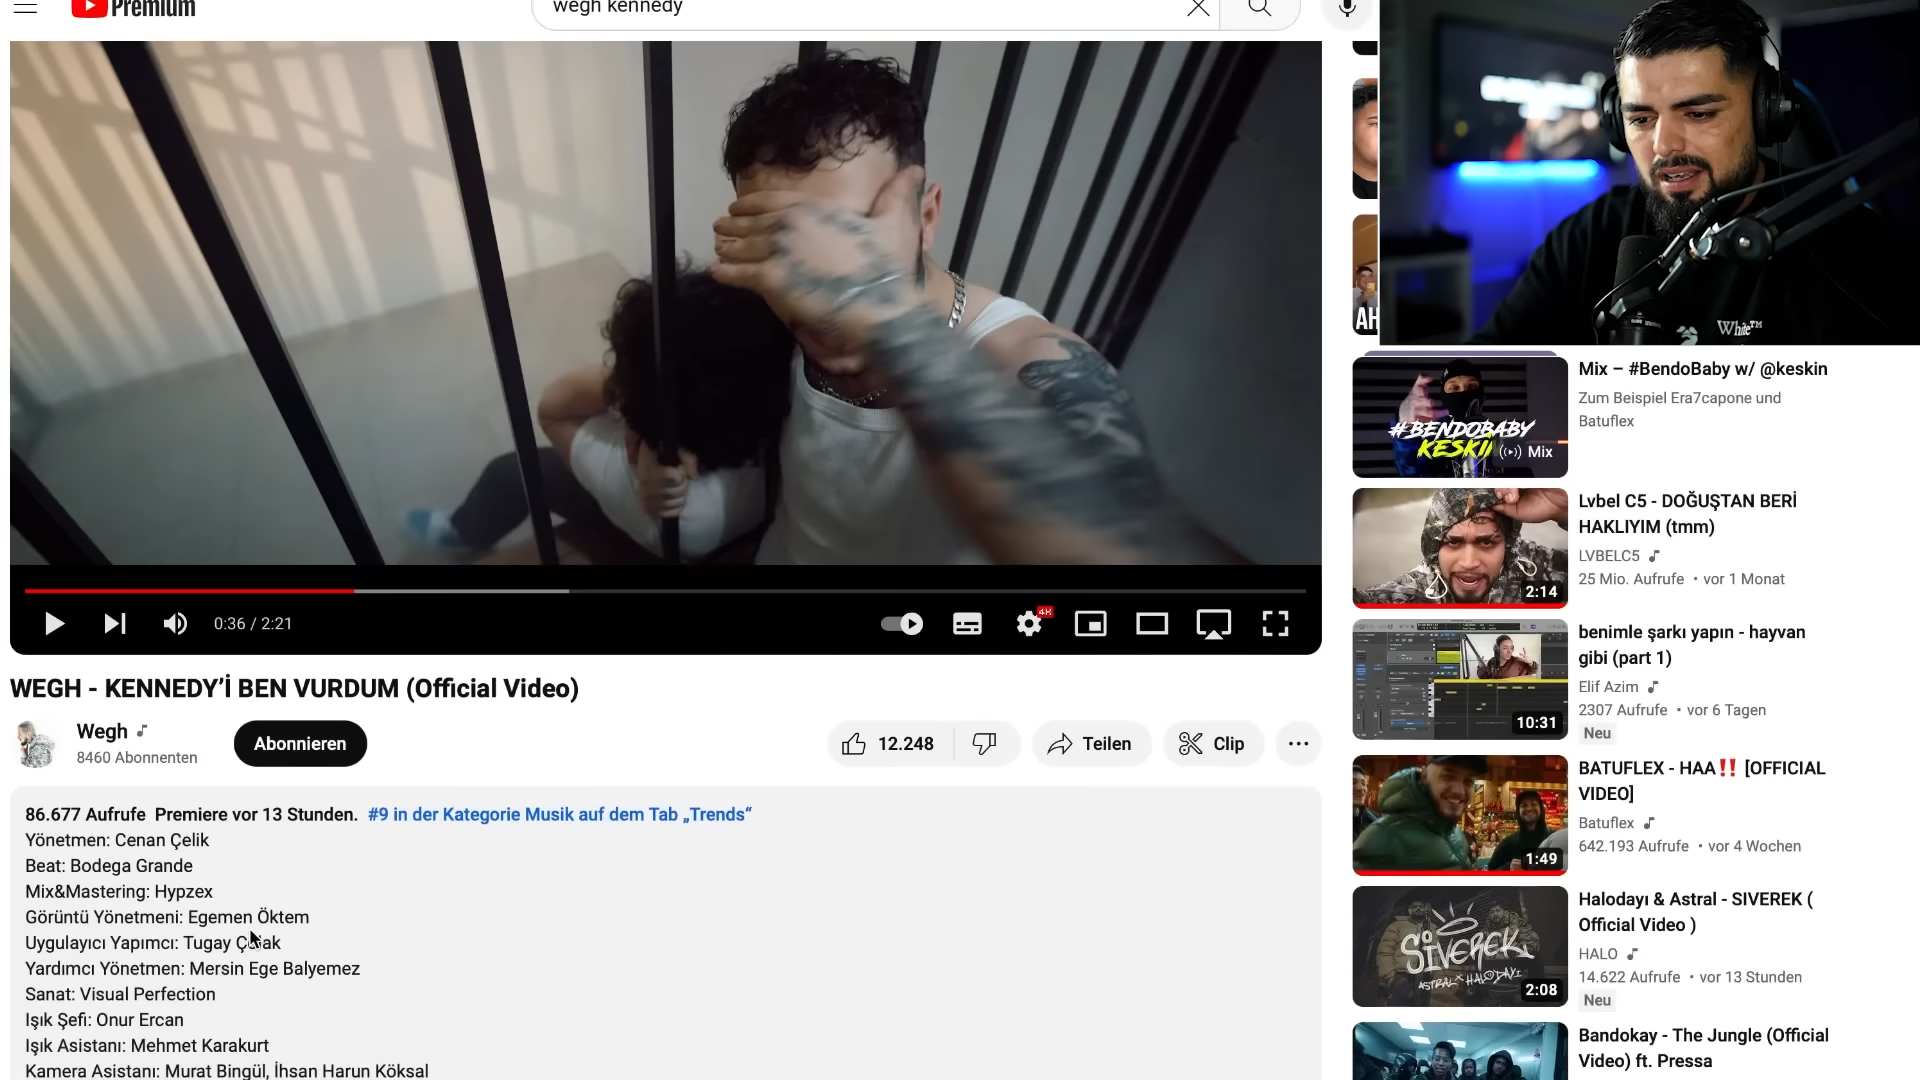 Premium
wegh kennedy
4K
0:36 / 2:21
WEGH - KENNEDY'İ BEN VURDUM (Official Video)
Wegh
8460 Abonnenten
Abonnieren
12.248
Teilen
Clip
86.677 Aufrufe Premiere vor 13 Stunden. #9 in der Kategorie Musik auf dem Tab „Trends“
Yönetmen: Cenan Çelik
Beat: Bodega Grande
Mix&Mastering: Hypzex
Görüntü Yönetmeni: Egemen Öktem
Uygulayıcı Yapımcı: Tugay
Yardımcı Yönetmen: Mersin Ege Balyemez
Sanat: Visual Perfection
Işık Şefi: Onur Ercan
Işık Asistanı: Mehmet Karakurt
Kamera Asistanı: Murat Bingül, İhsan Harun Köksal
White™
AH
#BENDOBABY
Mix
Mix – #BendoBaby w/ @keskin
Zum Beispiel Era7capone und
Batuflex
2:14
Lvbel C5 - DOĞUŞTAN BERİ
HAKLIYIM (tmm)
LVBELC5
25 Mio. Aufrufe • vor 1 Monat
10:31
benimle şarkı yapın - hayvan
gibi (part 1)
Elif Azim
2307 Aufrufe • vor 6 Tagen
Neu
1:49
BATUFLEX - HAA‼️ [OFFICIAL
VIDEO]
Batuflex
642.193 Aufrufe • vor 4 Wochen
SİVEREK
ASTRAL x HALODAYI
2:08
Halodayı & Astral - SIVEREK (
Official Video )
HALO
14.622 Aufrufe • vor 13 Stunden
Neu
Bandokay - The Jungle (Official
Video) ft. Pressa